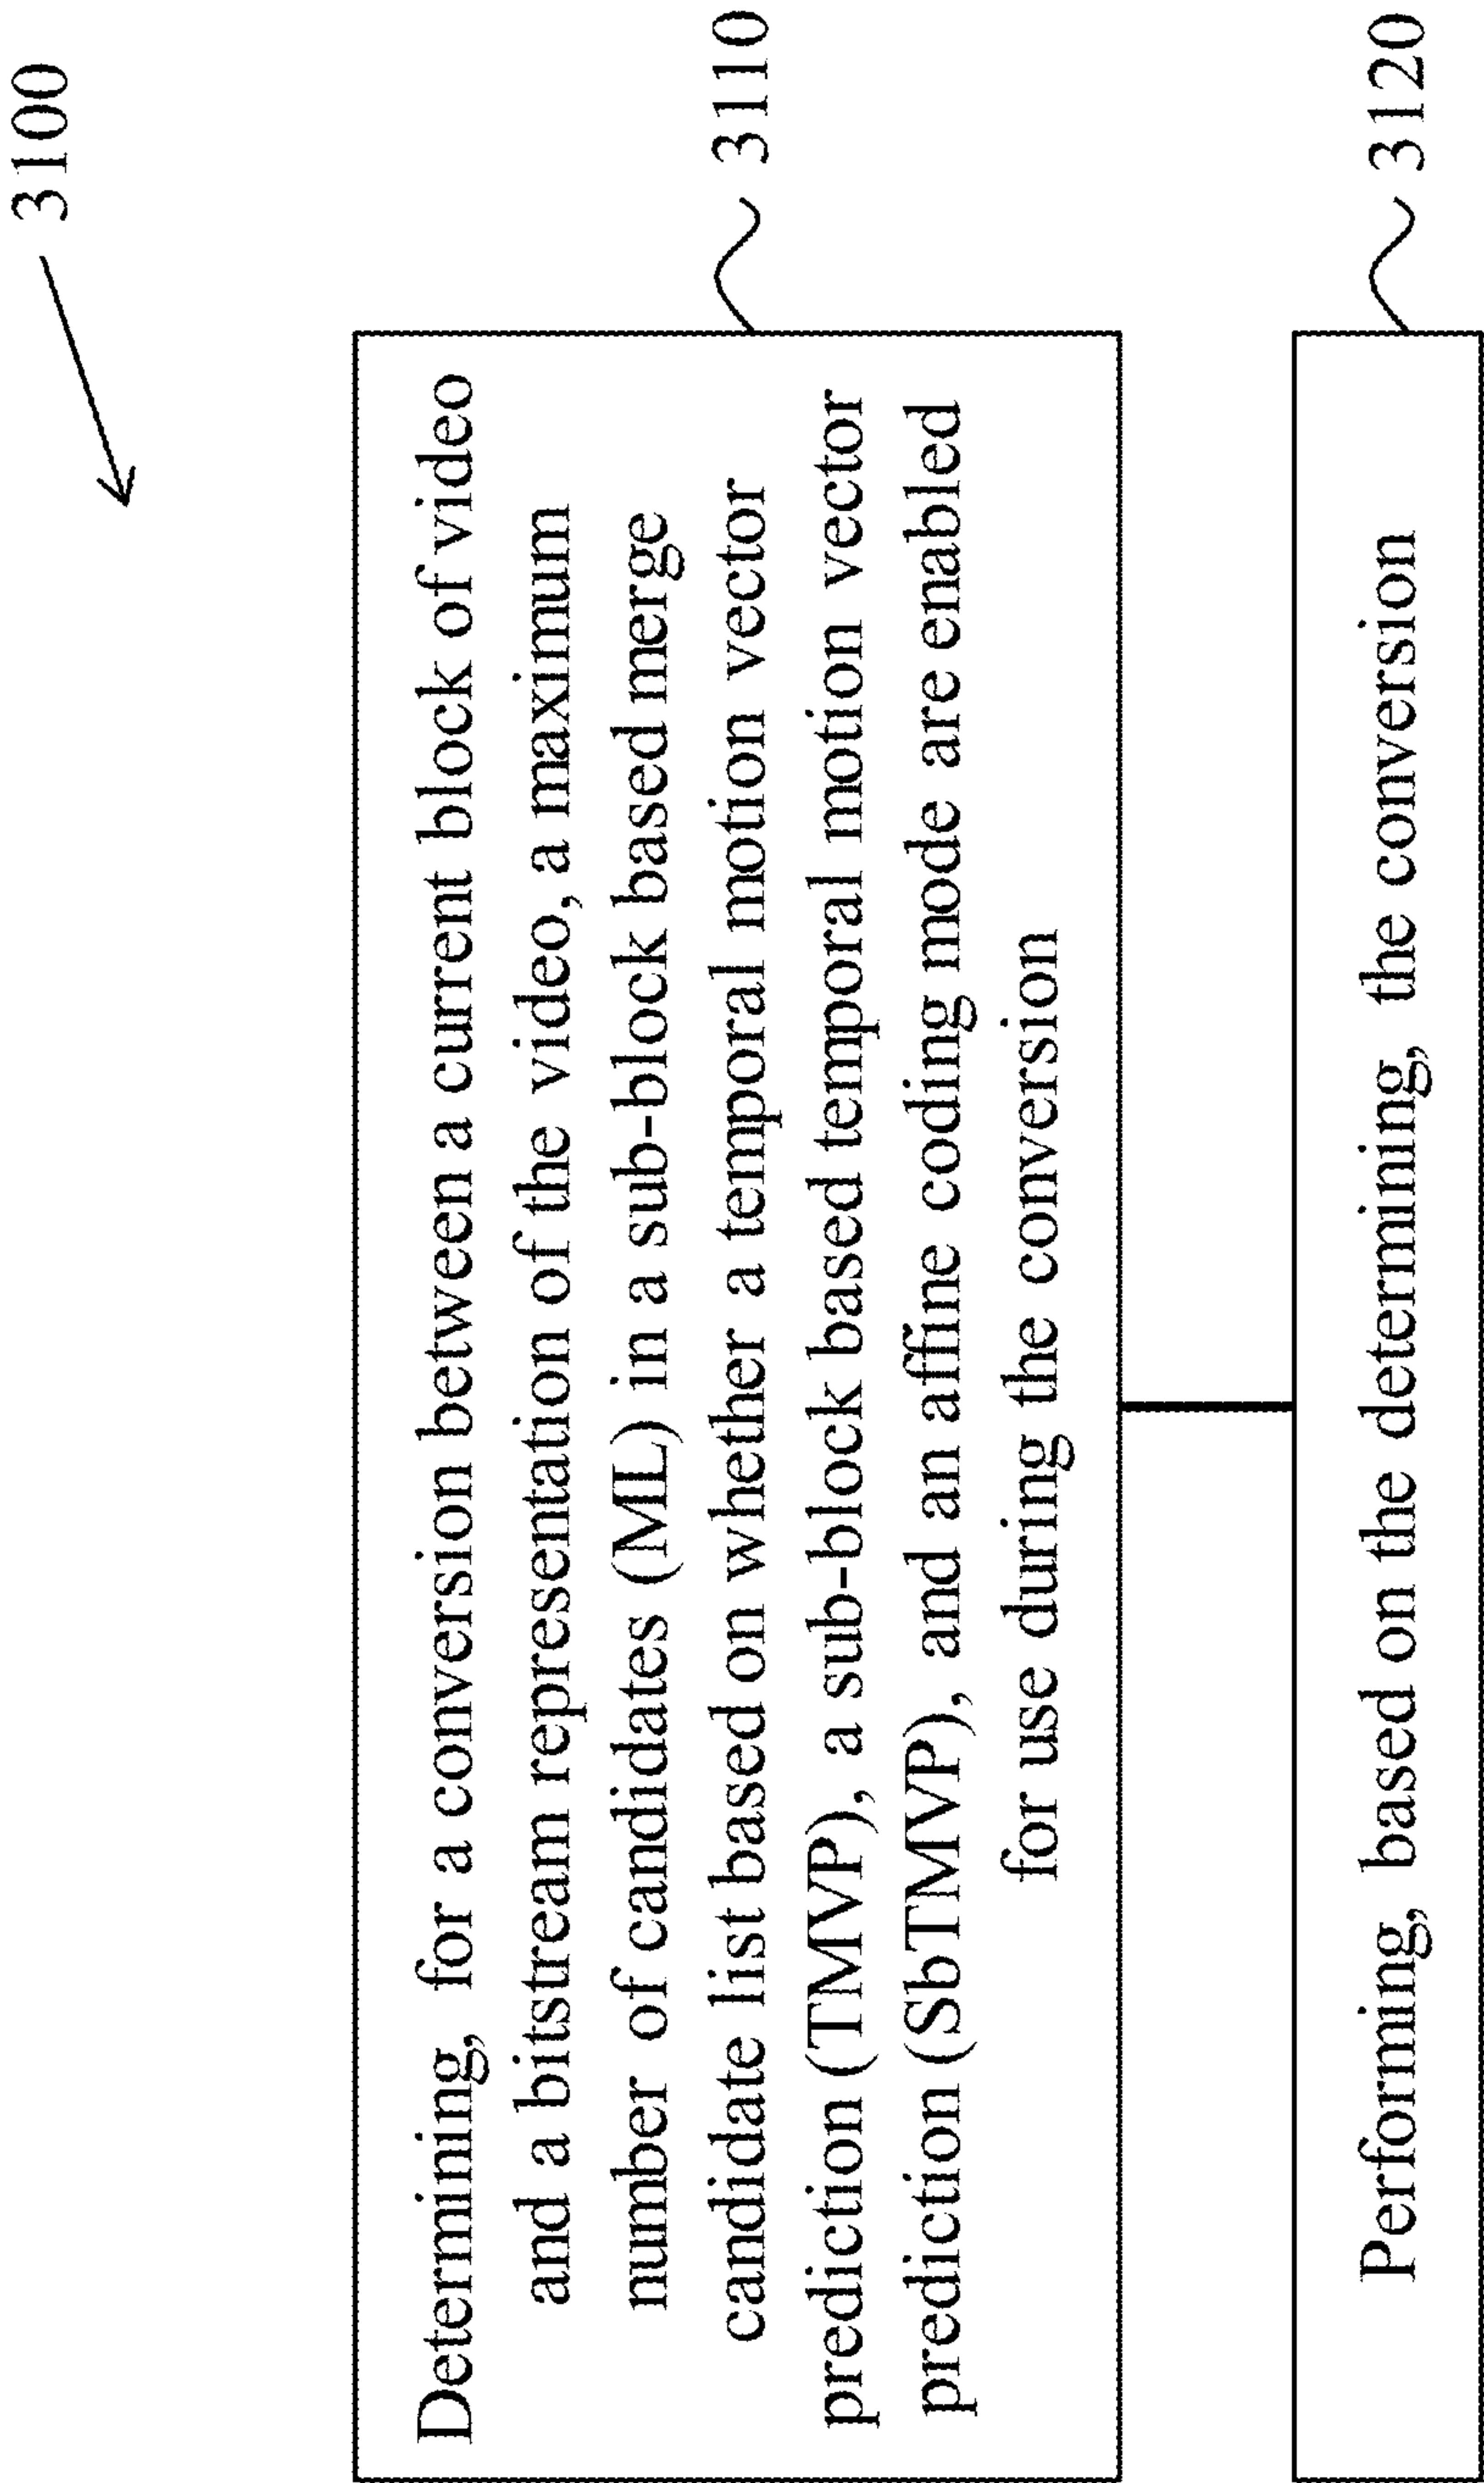 3100
Determining, for a conversion between a current block of video
and a bitstream representation of the video, a maximum
number of candidates (ML) in a sub-block based merge
candidate list based on whether a temporal motion vector
prediction (TMVP), a sub-block based temporal motion vector
prediction (SbTMVP), and an affine coding mode are enabled
for use during the conversion
3110
Performing, based on the determining, the conversion
3120